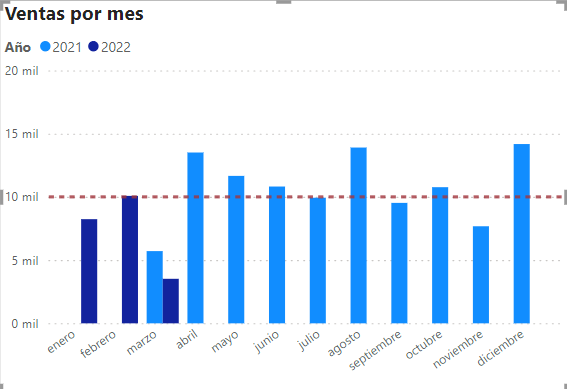 Ventas por mes
Año 2021 2022
20 mil
15 mil
10 mil
5 mil
0 mil
enero
febrero
marzo
abril
mayo
junio
julio
agosto
septiembre
octubre
noviembre
diciembre